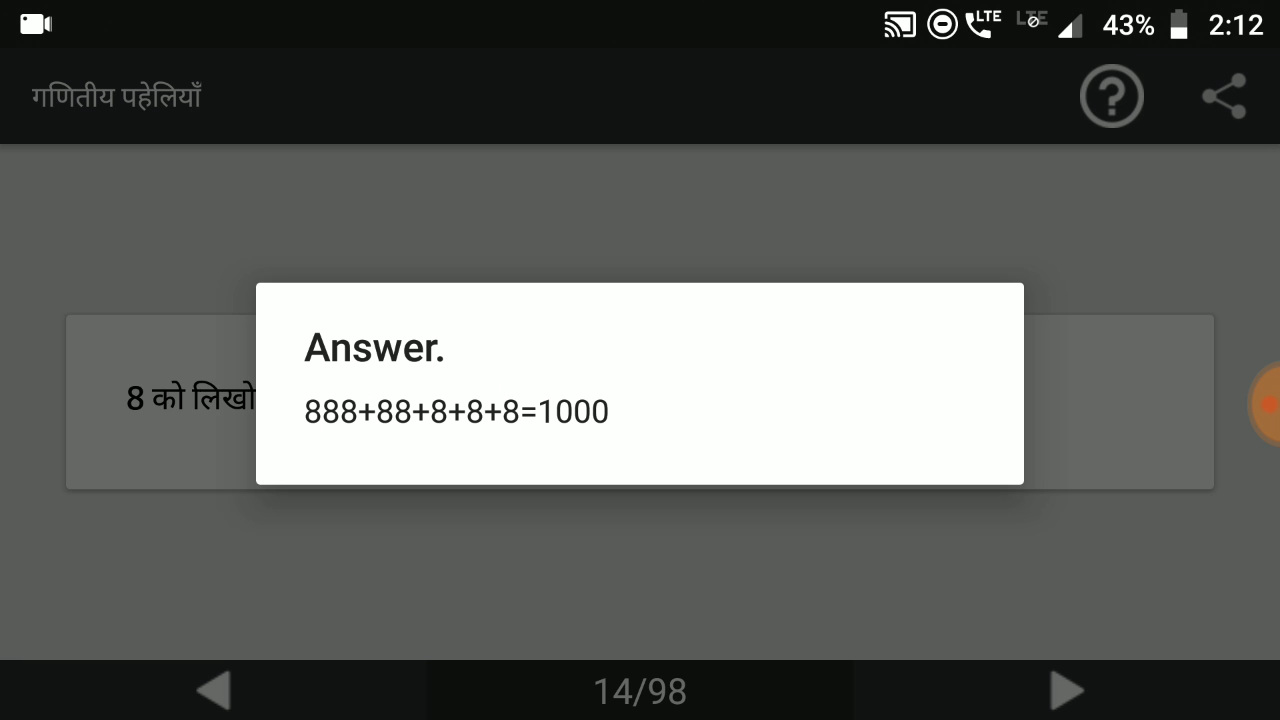 LTE LTE 43% 2:12
गणितीय पहेलियाँ
Answer.
8 को लिखो
888+88+8+8+8=1000
14/98